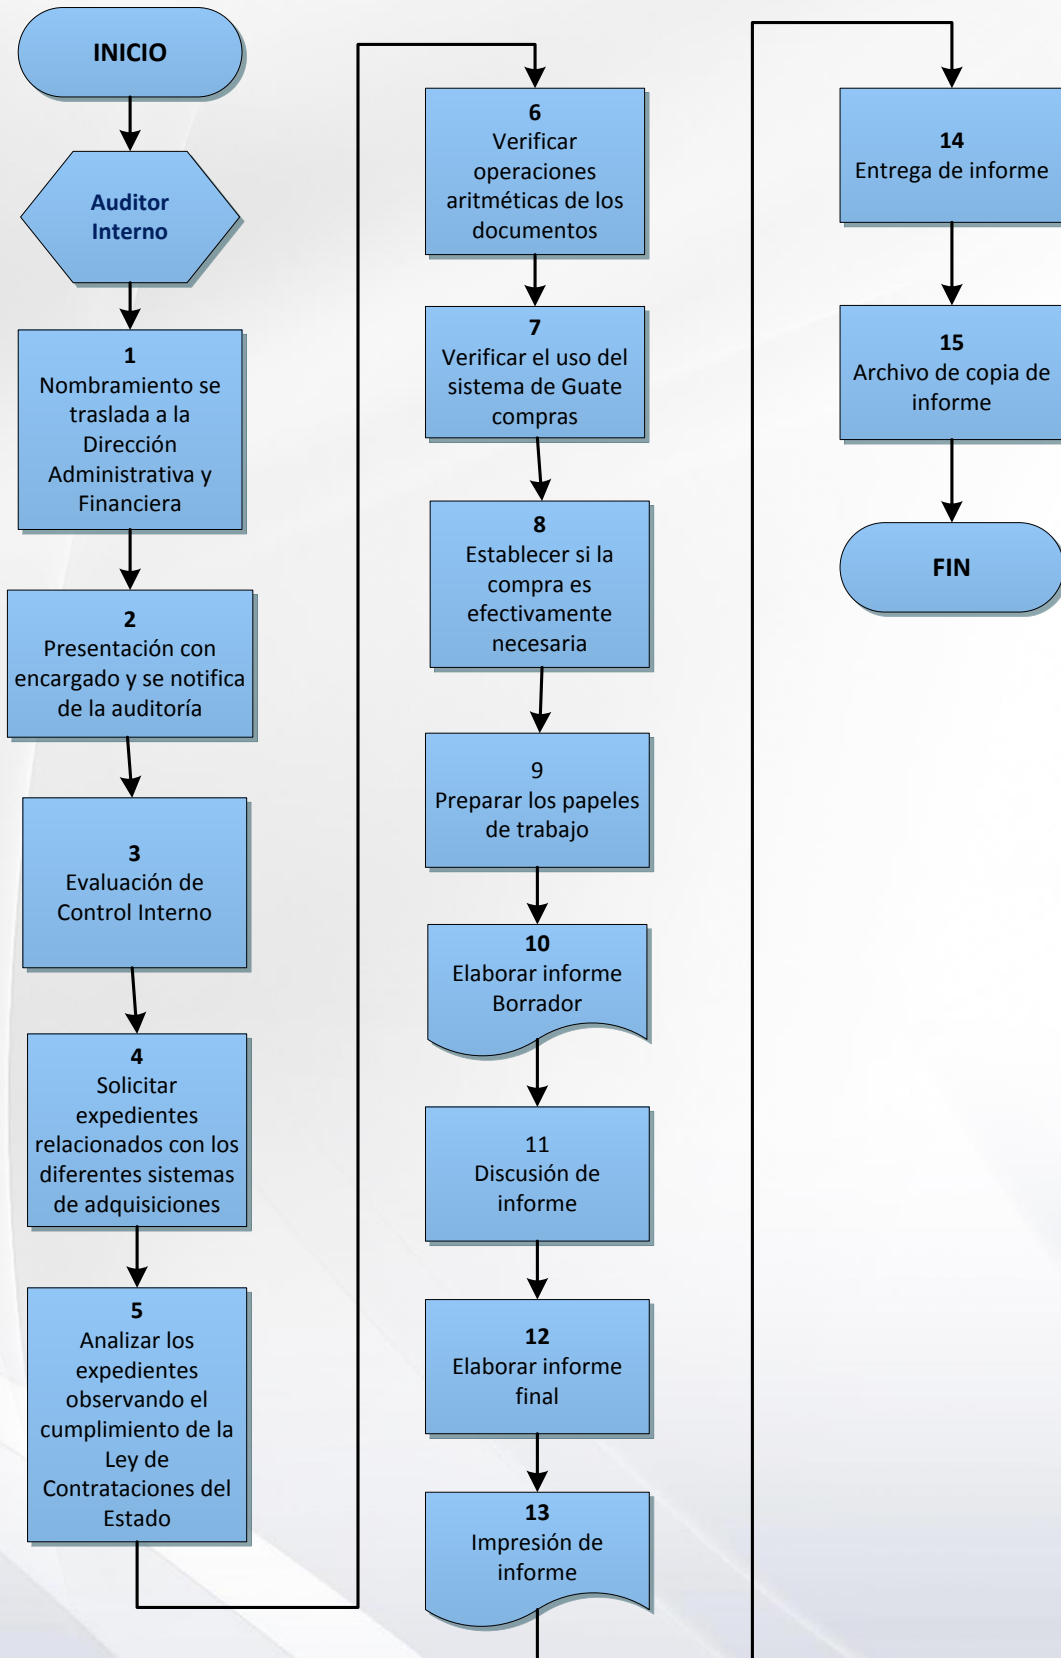 INICIO
Auditor
Interno
1
Nombramiento se
traslada a la
Dirección
Administrativa y
Financiera
2
Presentación con
encargado y se notifica
de la auditoría
3
Evaluación de
Control Interno
4
Solicitar
expedientes
relacionados con los
diferentes sistemas
de adquisiciones
5
Analizar los
expedientes
observando el
cumplimiento de la
Ley de
Contrataciones del
Estado
6
Verificar
operaciones
aritméticas de los
documentos
7
Verificar el uso del
sistema de Guate
compras
8
Establecer si la
compra es
efectivamente
necesaria
9
Preparar los papeles
de trabajo
10
Elaborar informe
Borrador
11
Discusión de
informe
12
Elaborar informe
final
13
Impresión de
informe
14
Entrega de informe
15
Archivo de copia de
informe
FIN